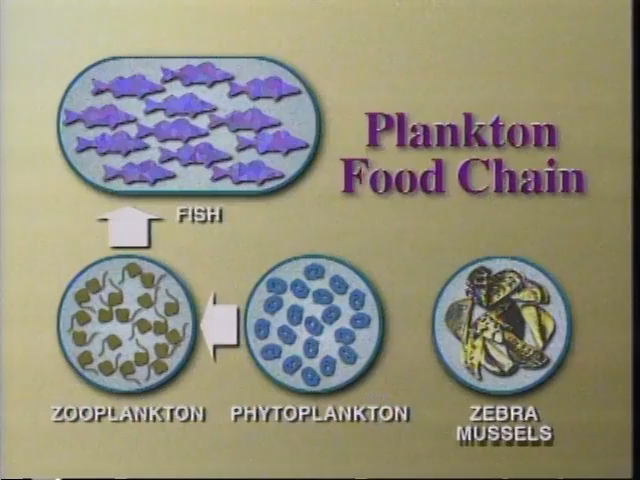 Plankton
Food Chain
FISH
ZOOPLANKTON
PHYTOPLANKTON
ZEBRA
MUSSELS